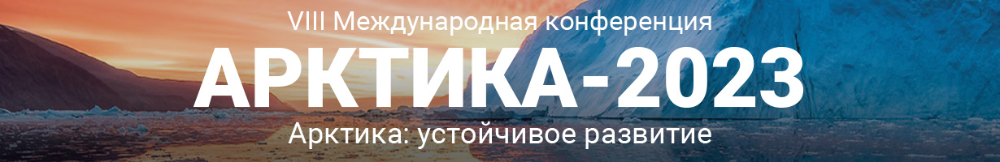 VIII Международная конференция
АРКТИКА-2023
Арктика: устойчивое развитие